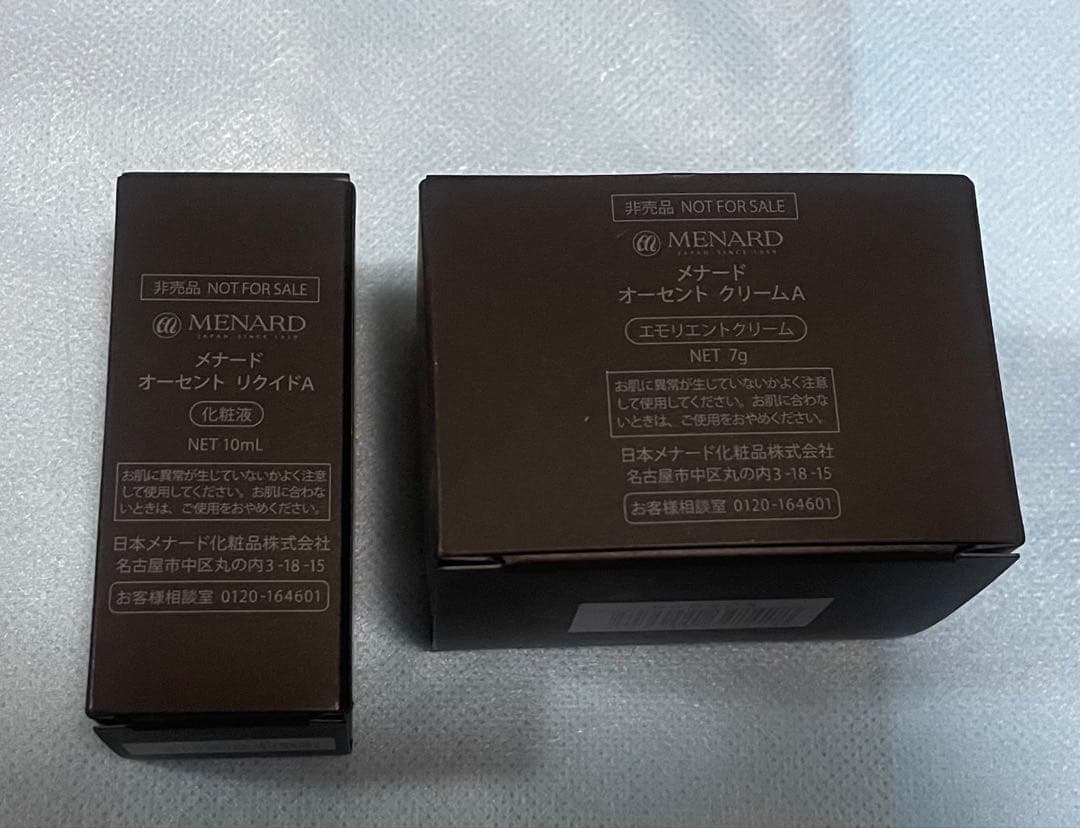 非売品 NOT FOR SALE
MENARD
JAPAN SINCE 1959
メナード
オーセント リクイドA
化粧液
NET 10mL
お肌に異常が生じていないかよく注意
して使用してください。お肌に合わな
いときは、ご使用をおやめください。
日本メナード化粧品株式会社
名古屋市中区丸の内3-18-15
お客様相談室 0120-164601
非売品 NOT FOR SALE
MENARD
JAPAN SINCE 1959
メナード
オーセント クリームA
エモリエントクリーム
NET 7g
お肌に異常が生じていないかよく注意
して使用してください。お肌に合わな
いときは、ご使用をおやめください。
日本メナード化粧品株式会社
名古屋市中区丸の内3-18-15
お客様相談室 0120-164601